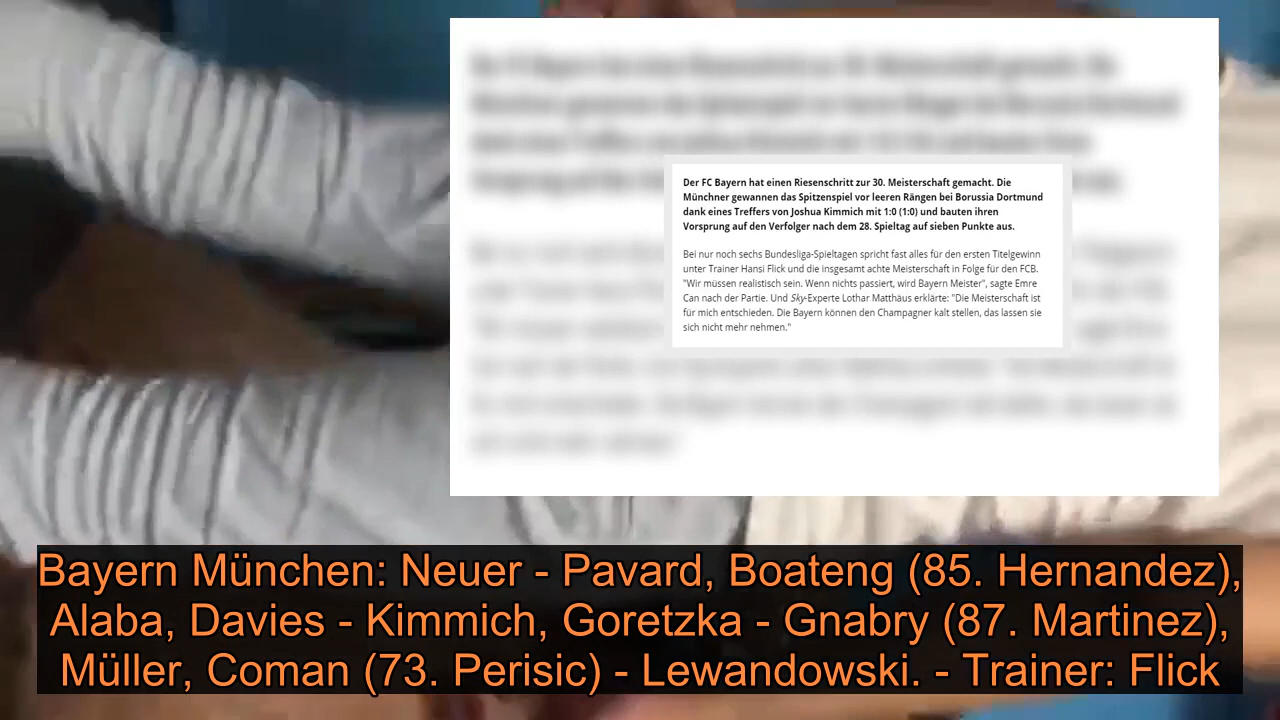 Der FC Bayern hat einen Riesenschritt zur 30. Meisterschaft gemacht. Die
Münchner gewannen das Spitzenspiel vor leeren Rängen bei Borussia Dortmund
dank eines Treffers von Joshua Kimmich mit 1:0 (1:0) und bauten ihren
Vorsprung auf den Verfolger nach dem 28. Spieltag auf sieben Punkte aus.
Bei nur noch sechs Bundesliga-Spieltagen spricht fast alles für den ersten Titelgewinn
unter Trainer Hansi Flick und die insgesamt achte Meisterschaft in Folge für den FCB.
"Wir müssen realistisch sein. Wenn nichts passiert, wird Bayern Meister", sagte Emre
Can nach der Partie. Und Sky-Experte Lothar Matthäus erklärte: "Die Meisterschaft ist
für mich entschieden. Die Bayern können den Champagner kalt stellen, das lassen sie
sich nicht mehr nehmen."
Bayern München: Neuer - Pavard, Boateng (85. Hernandez),
Alaba, Davies - Kimmich, Goretzka - Gnabry (87. Martinez),
Müller, Coman (73. Perisic) - Lewandowski. - Trainer: Flick